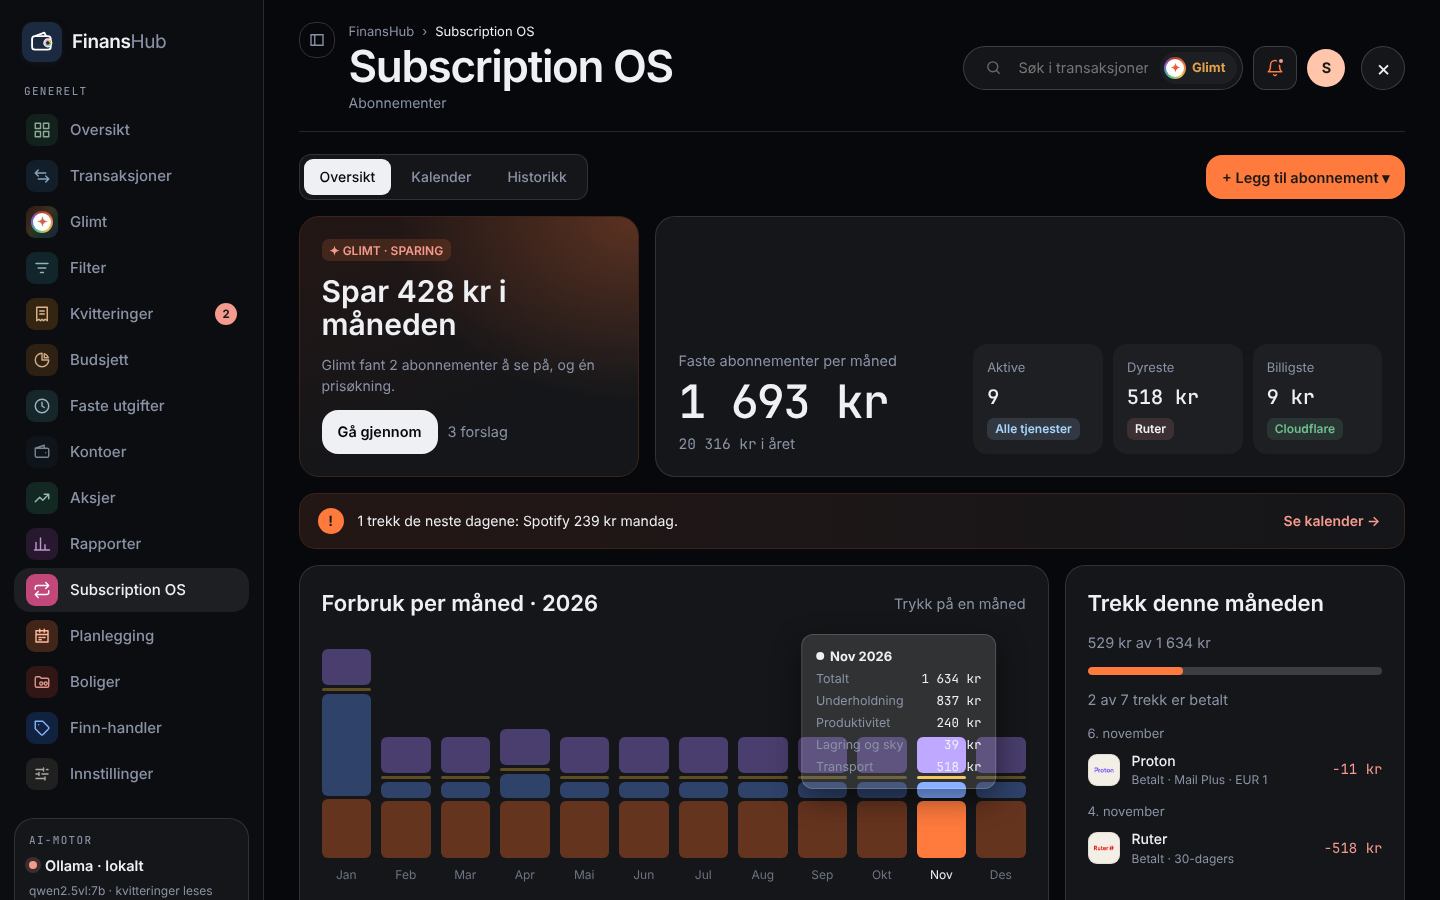 FinansHub
GENERELT
Oversikt
Transaksjoner
Glimt
Filter
Kvitteringer 2
Budsjett
Faste utgifter
Kontoer
Aksjer
Rapporter
Subscription OS
Planlegging
Boliger
Finn-handler
Innstillinger
AI-MOTOR
Ollama · lokalt
qwen2.5vl:7b · kvitteringer leses
FinansHub › Subscription OS
Subscription OS
Abonnementer
Søk i transaksjoner Glimt
S
×
Oversikt Kalender Historikk
+ Legg til abonnement ▾
✦ GLIMT · SPARING
Spar 428 kr i
måneden
Glimt fant 2 abonnementer å se på, og én
prisøkning.
Gå gjennom 3 forslag
Faste abonnementer per måned
1 693 kr
20 316 kr i året
Aktive
9
Alle tjenester
Dyreste
518 kr
Ruter
Billigste
9 kr
Cloudflare
! 1 trekk de neste dagene: Spotify 239 kr mandag. Se kalender →
Forbruk per måned · 2026 Trykk på en måned
Nov 2026
Totalt 1 634 kr
Underholdning 837 kr
Produktivitet 240 kr
Lagring og sky 39 kr
Transport 518 kr
Jan Feb Mar Apr Mai Jun Jul Aug Sep Okt Nov Des
Trekk denne måneden
529 kr av 1 634 kr
2 av 7 trekk er betalt
6. november
Proton
Proton
Betalt · Mail Plus · EUR 1
-11 kr
4. november
Ruter#
Ruter
Betalt · 30-dagers
-518 kr